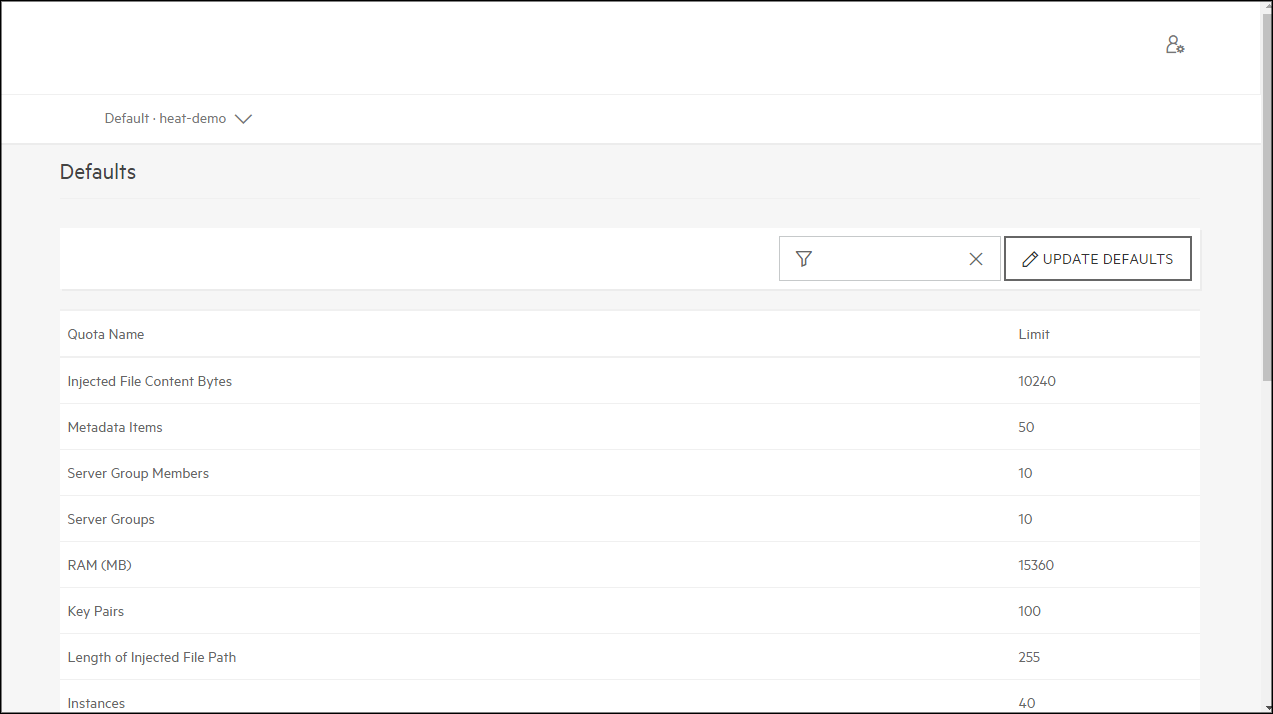 Default · heat-demo
Defaults
UPDATE DEFAULTS
Quota Name Limit
Injected File Content Bytes 10240
Metadata Items 50
Server Group Members 10
Server Groups 10
RAM (MB) 15360
Key Pairs 100
Length of Injected File Path 255
Instances 40